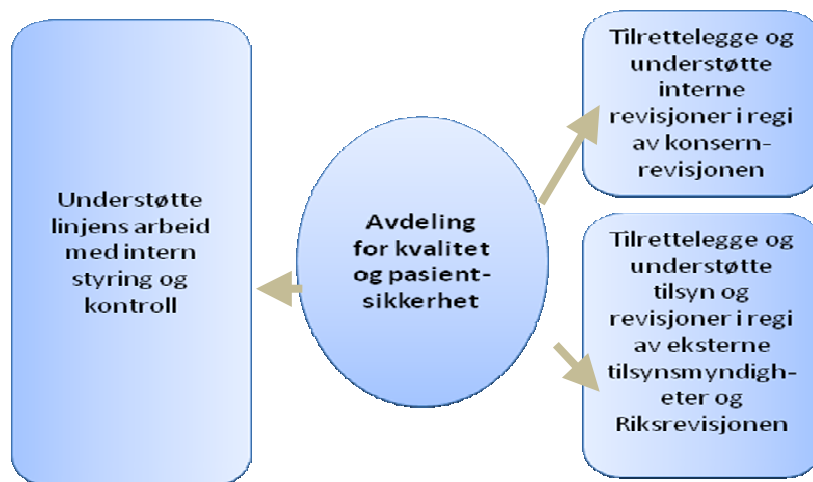 Understøtte
linjens arbeid
med intern
styring og
kontroll
Avdeling
for kvalitet
og pasient-
sikkerhet
Tilrettelegge og
understøtte
interne
revisjoner i regi
av konsern-
revisjonen
Tilrettelegge og
understøtte
tilsyn og
revisjoner i regi
av eksterne
tilsynsmyndigh-
eter og
Riksrevisjonen